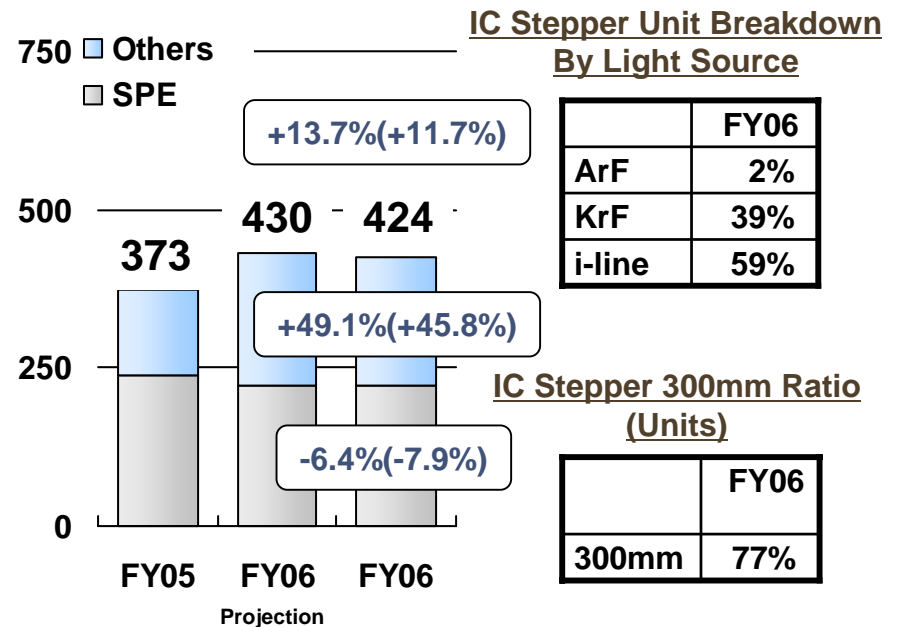 750
Others
SPE
+13.7%(+11.7%)
500
373
430
424
+49.1%(+45.8%)
250
-6.4%(-7.9%)
0
FY05
FY06
FY06
Projection
IC Stepper Unit Breakdown
By Light Source
FY06
ArF 2%
KrF 39%
i-line 59%
IC Stepper 300mm Ratio
(Units)
FY06
300mm 77%